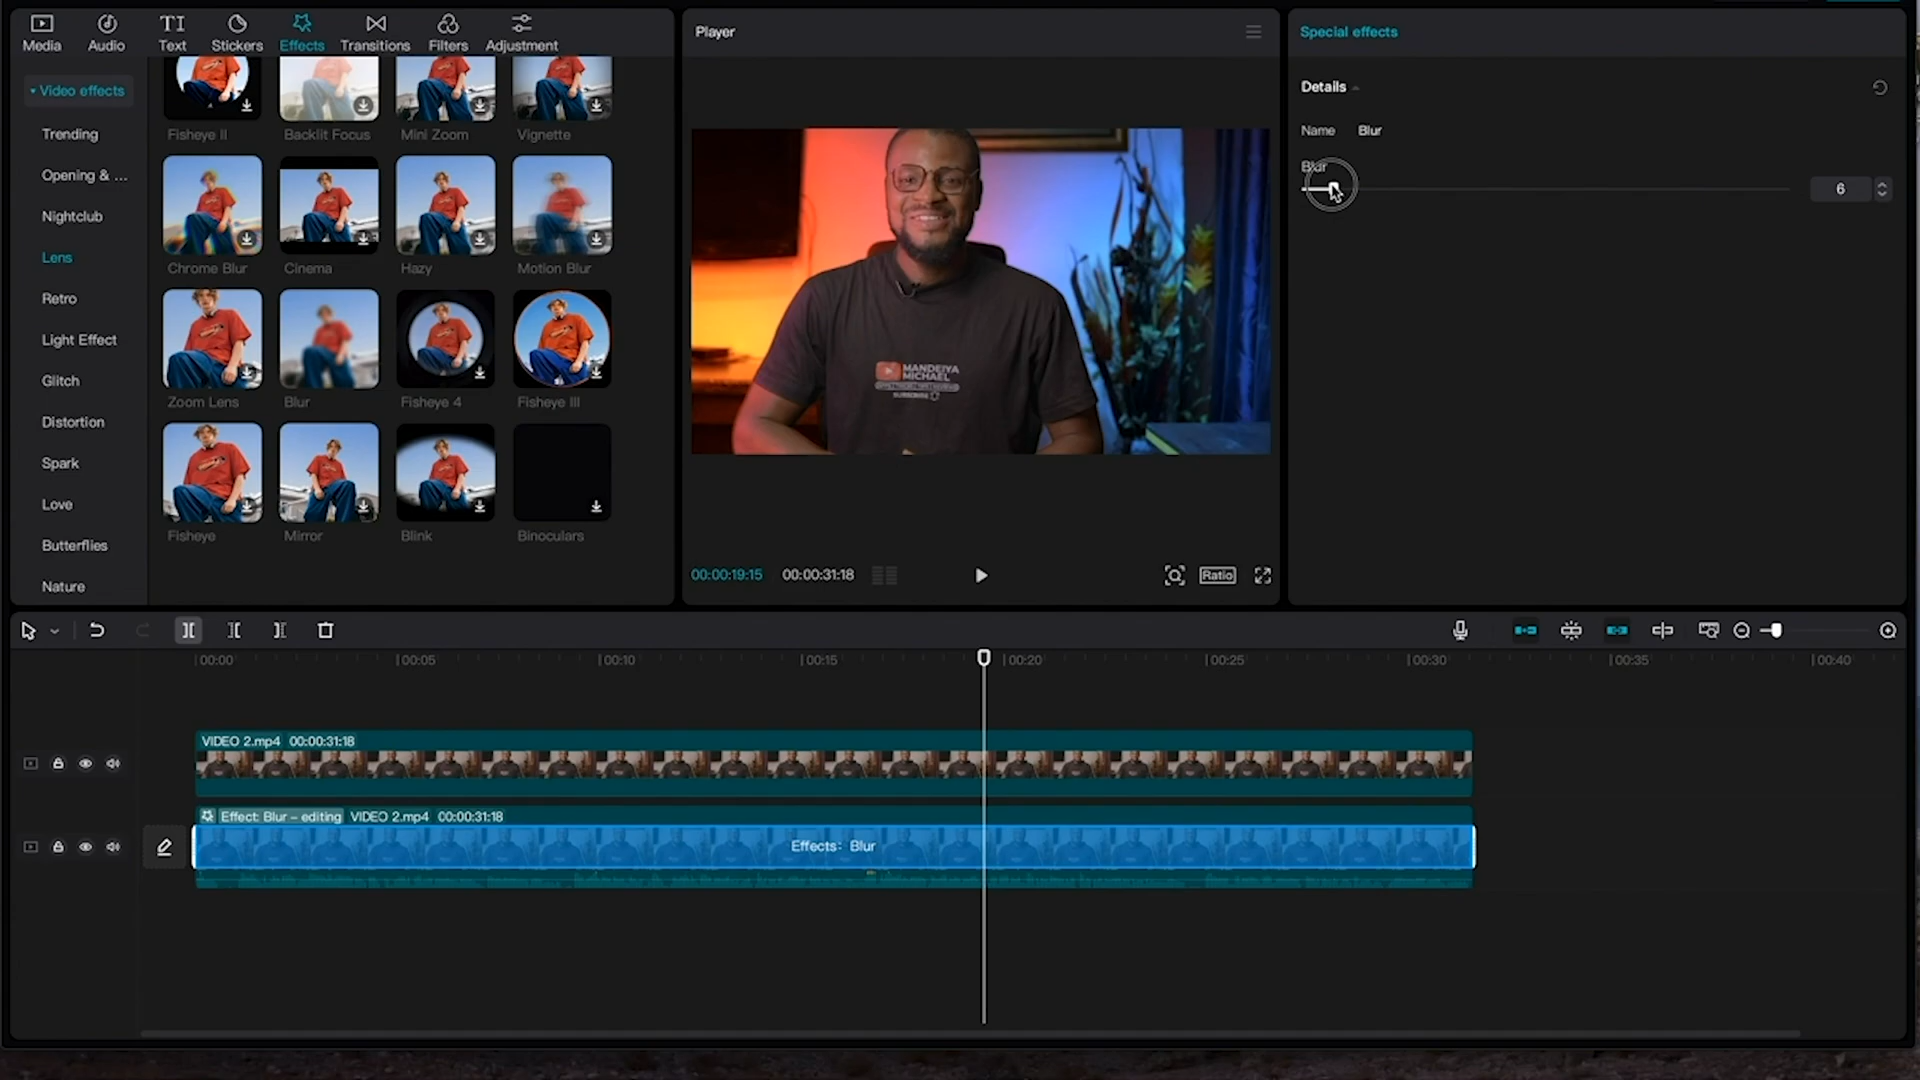 Media Audio Text Stickers Effects Transitions Filters Adjustment
Video effects
Trending
Opening & ...
Nightclub
Lens
Retro
Light Effect
Glitch
Distortion
Spark
Love
Butterflies
Nature
Fisheye II Backlit Focus Mini Zoom Vignette
Chrome Blur Cinema Hazy Motion Blur
Zoom Lens Blur Fisheye 4 Fisheye III
Fisheye Mirror Blink Binoculars
Player
MANDEIYA
MICHAEL
SUBSCRIBE
00:00:19:15 00:00:31:18 Ratio
Special effects
Details
Name Blur
Blur
6
00:00 00:05 00:10 00:15 00:20 00:25 00:30 00:35 00:40
VIDEO 2.mp4 00:00:31:18
Effect: Blur – editing VIDEO 2.mp4 00:00:31:18
Effects: Blur